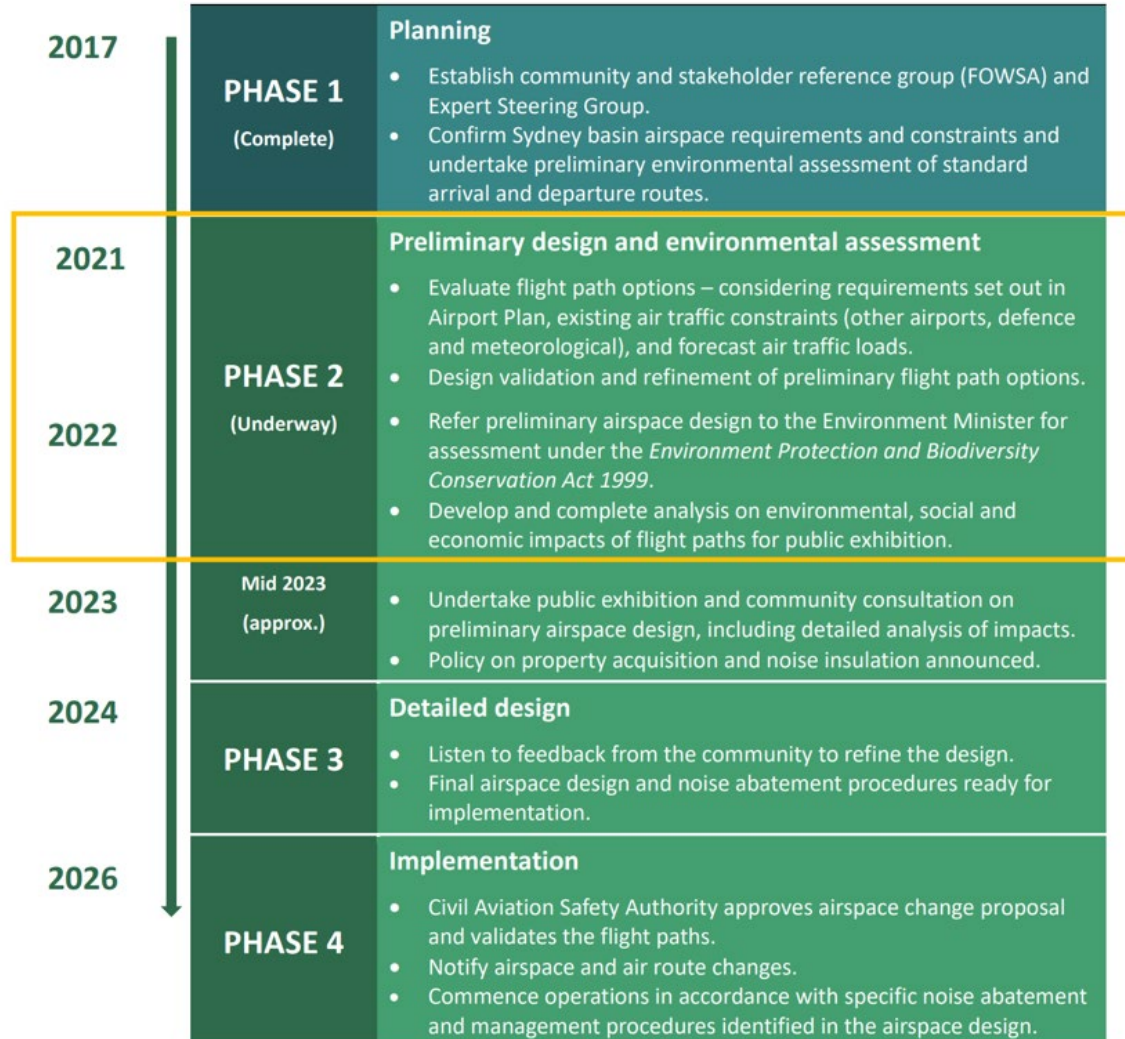 2017
PHASE 1
(Complete)
Planning
• Establish community and stakeholder reference group (FOWSA) and
Expert Steering Group.
• Confirm Sydney basin airspace requirements and constraints and
undertake preliminary environmental assessment of standard
arrival and departure routes.
2021
2022
PHASE 2
(Underway)
Preliminary design and environmental assessment
• Evaluate flight path options – considering requirements set out in
Airport Plan, existing air traffic constraints (other airports, defence
and meteorological), and forecast air traffic loads.
• Design validation and refinement of preliminary flight path options.
• Refer preliminary airspace design to the Environment Minister for
assessment under the Environment Protection and Biodiversity
Conservation Act 1999.
• Develop and complete analysis on environmental, social and
economic impacts of flight paths for public exhibition.
2023
Mid 2023
(approx.)
• Undertake public exhibition and community consultation on
preliminary airspace design, including detailed analysis of impacts.
• Policy on property acquisition and noise insulation announced.
2024
PHASE 3
Detailed design
• Listen to feedback from the community to refine the design.
• Final airspace design and noise abatement procedures ready for
implementation.
2026
PHASE 4
Implementation
• Civil Aviation Safety Authority approves airspace change proposal
and validates the flight paths.
• Notify airspace and air route changes.
• Commence operations in accordance with specific noise abatement
and management procedures identified in the airspace design.